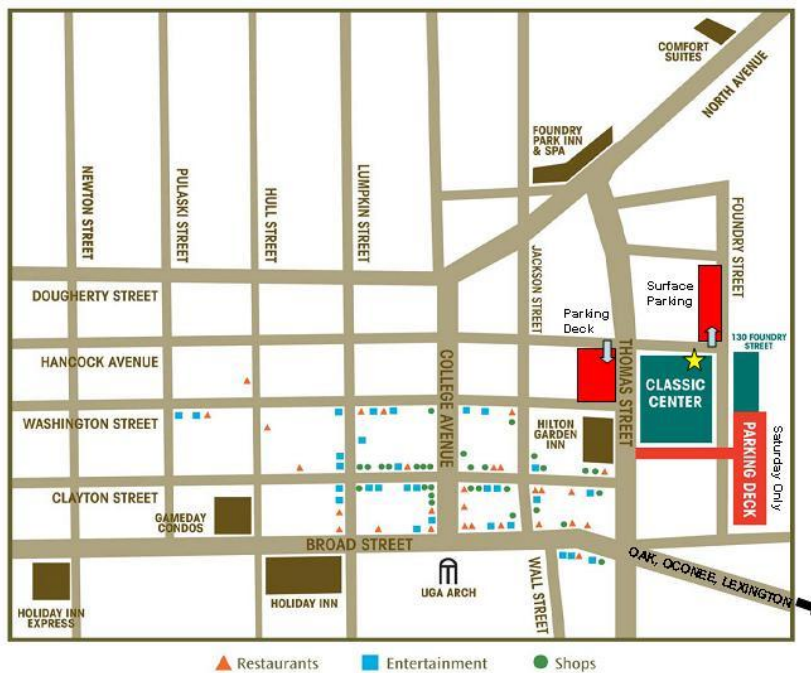 COMFORT
SUITES
NORTH AVENUE
FOUNDRY
PARK INN
& SPA
NEWTON STREET
PULASKI STREET
HULL STREET
LUMPKIN STREET
JACKSON STREET
FOUNDRY STREET
DOUGHERTY STREET
Surface
Parking
Parking
Deck
130 FOUNDRY
STREET
HANCOCK AVENUE
COLLEGE AVENUE
THOMAS STREET
CLASSIC
CENTER
WASHINGTON STREET
HILTON
GARDEN
INN
PARKING DECK
Saturday Only
CLAYTON STREET
GAMEDAY
CONDOS
BROAD STREET
OAK, OCONEE, LEXINGTON
WALL STREET
HOLIDAY INN
EXPRESS
HOLIDAY INN
UGA ARCH
Restaurants
Entertainment
Shops